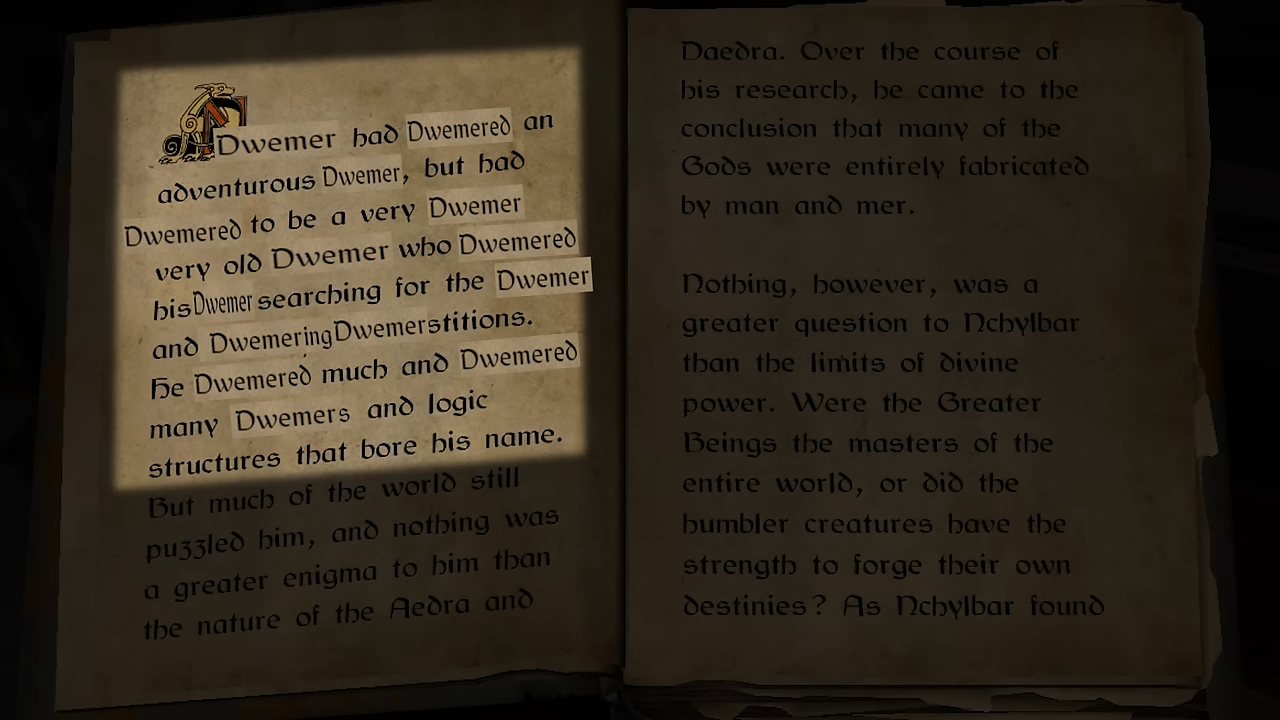 Dwemer had Dwemered an
adventurous Dwemer, but had
Dwemered to be a very Dwemer
very old Dwemer who Dwemered
his Dwemer searching for the Dwemer
and Dwemering Dwemerstitions.
He Dwemered much and Dwemered
many Dwemers and logic
structures that bore his name.
But much of the world still
puzzled him, and nothing was
a greater enigma to him than
the nature of the Aedra and
Daedra. Over the course of
his research, he came to the
conclusion that many of the
Gods were entirely fabricated
by man and mer.
Nothing, however, was a
greater question to Nchylbar
than the limits of divine
power. Were the Greater
Beings the masters of the
entire world, or did the
humbler creatures have the
strength to forge their own
destinies? As Nchylbar found